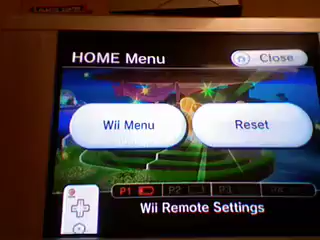 HOME Menu
Close
Wii Menu
Reset
P1 P2 P3
Wii Remote Settings